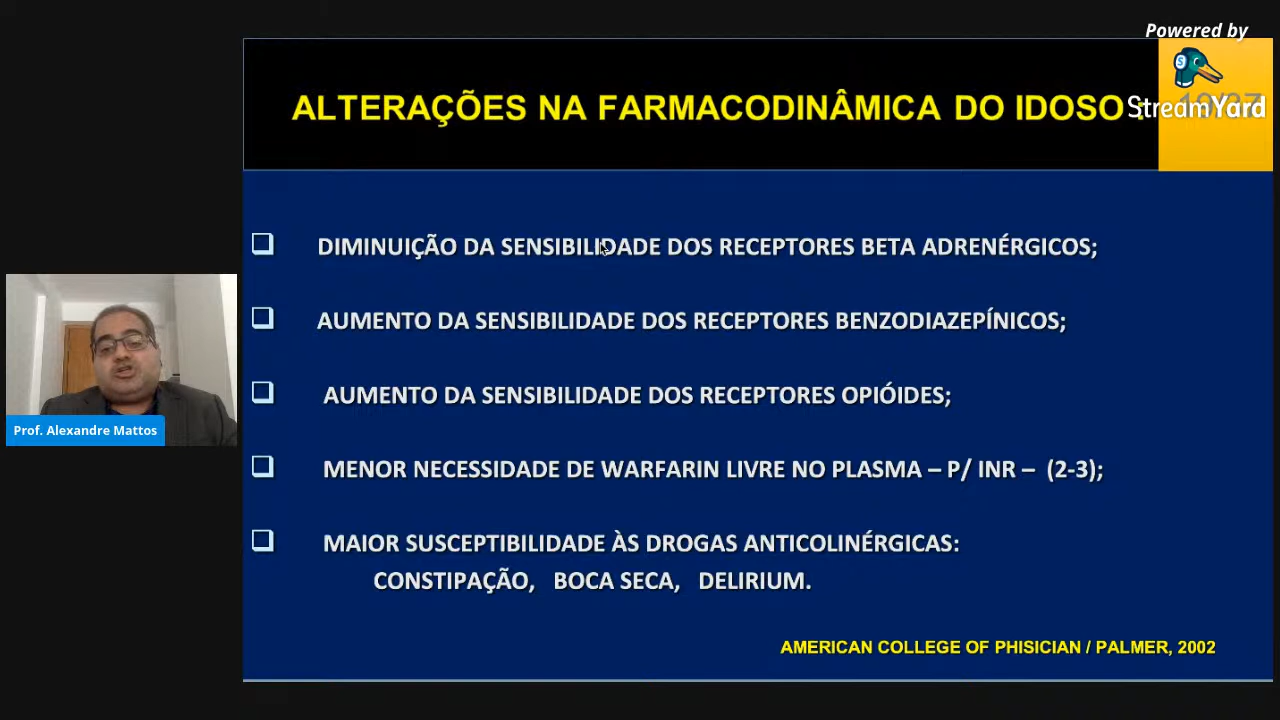 Powered by
StreamYard
ALTERAÇÕES NA FARMACODINÂMICA DO IDOSO :
DIMINUIÇÃO DA SENSIBILIDADE DOS RECEPTORES BETA ADRENÉRGICOS;
AUMENTO DA SENSIBILIDADE DOS RECEPTORES BENZODIAZEPÍNICOS;
AUMENTO DA SENSIBILIDADE DOS RECEPTORES OPIÓIDES;
MENOR NECESSIDADE DE WARFARIN LIVRE NO PLASMA – P/ INR – (2-3);
MAIOR SUSCEPTIBILIDADE ÀS DROGAS ANTICOLINÉRGICAS:
CONSTIPAÇÃO, BOCA SECA, DELIRIUM.
AMERICAN COLLEGE OF PHISICIAN / PALMER, 2002
Prof. Alexandre Mattos